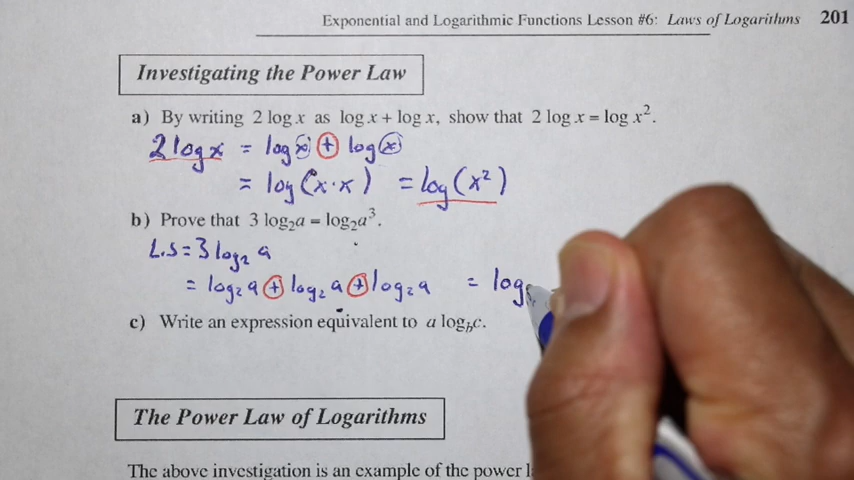 Exponential and Logarithmic Functions Lesson #6: Laws of Logarithms 201
Investigating the Power Law
a) By writing 2 log x as log x + log x, show that 2 log x = log x².
2 log x = log x + log x
= log (x·x) = log (x²)
b) Prove that 3 log₂a = log₂a³.
L.S = 3 log₂ a
= log₂ a + log₂ a + log₂ a = log
c) Write an expression equivalent to a log_b c.
The Power Law of Logarithms
The above investigation is an example of the power